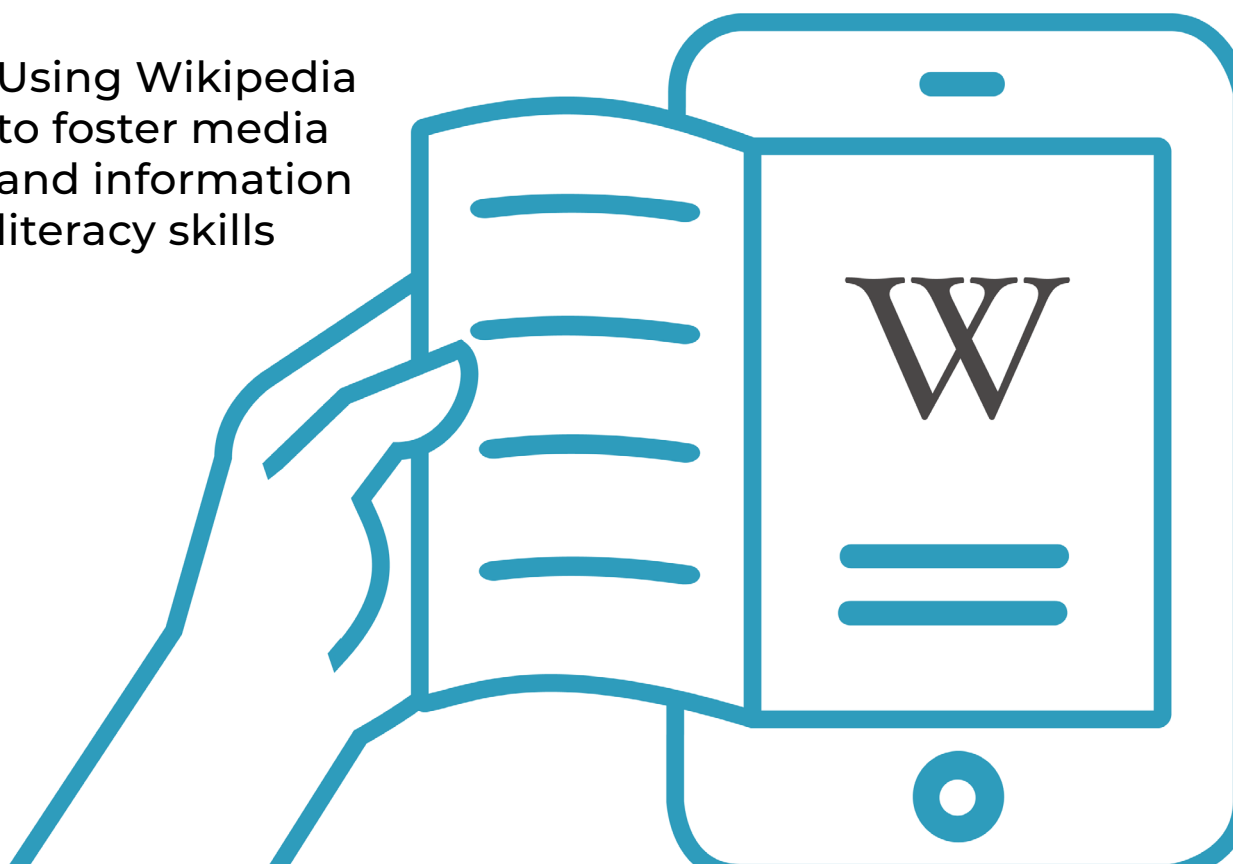 Using Wikipedia
to foster media
and information
literacy skills
W